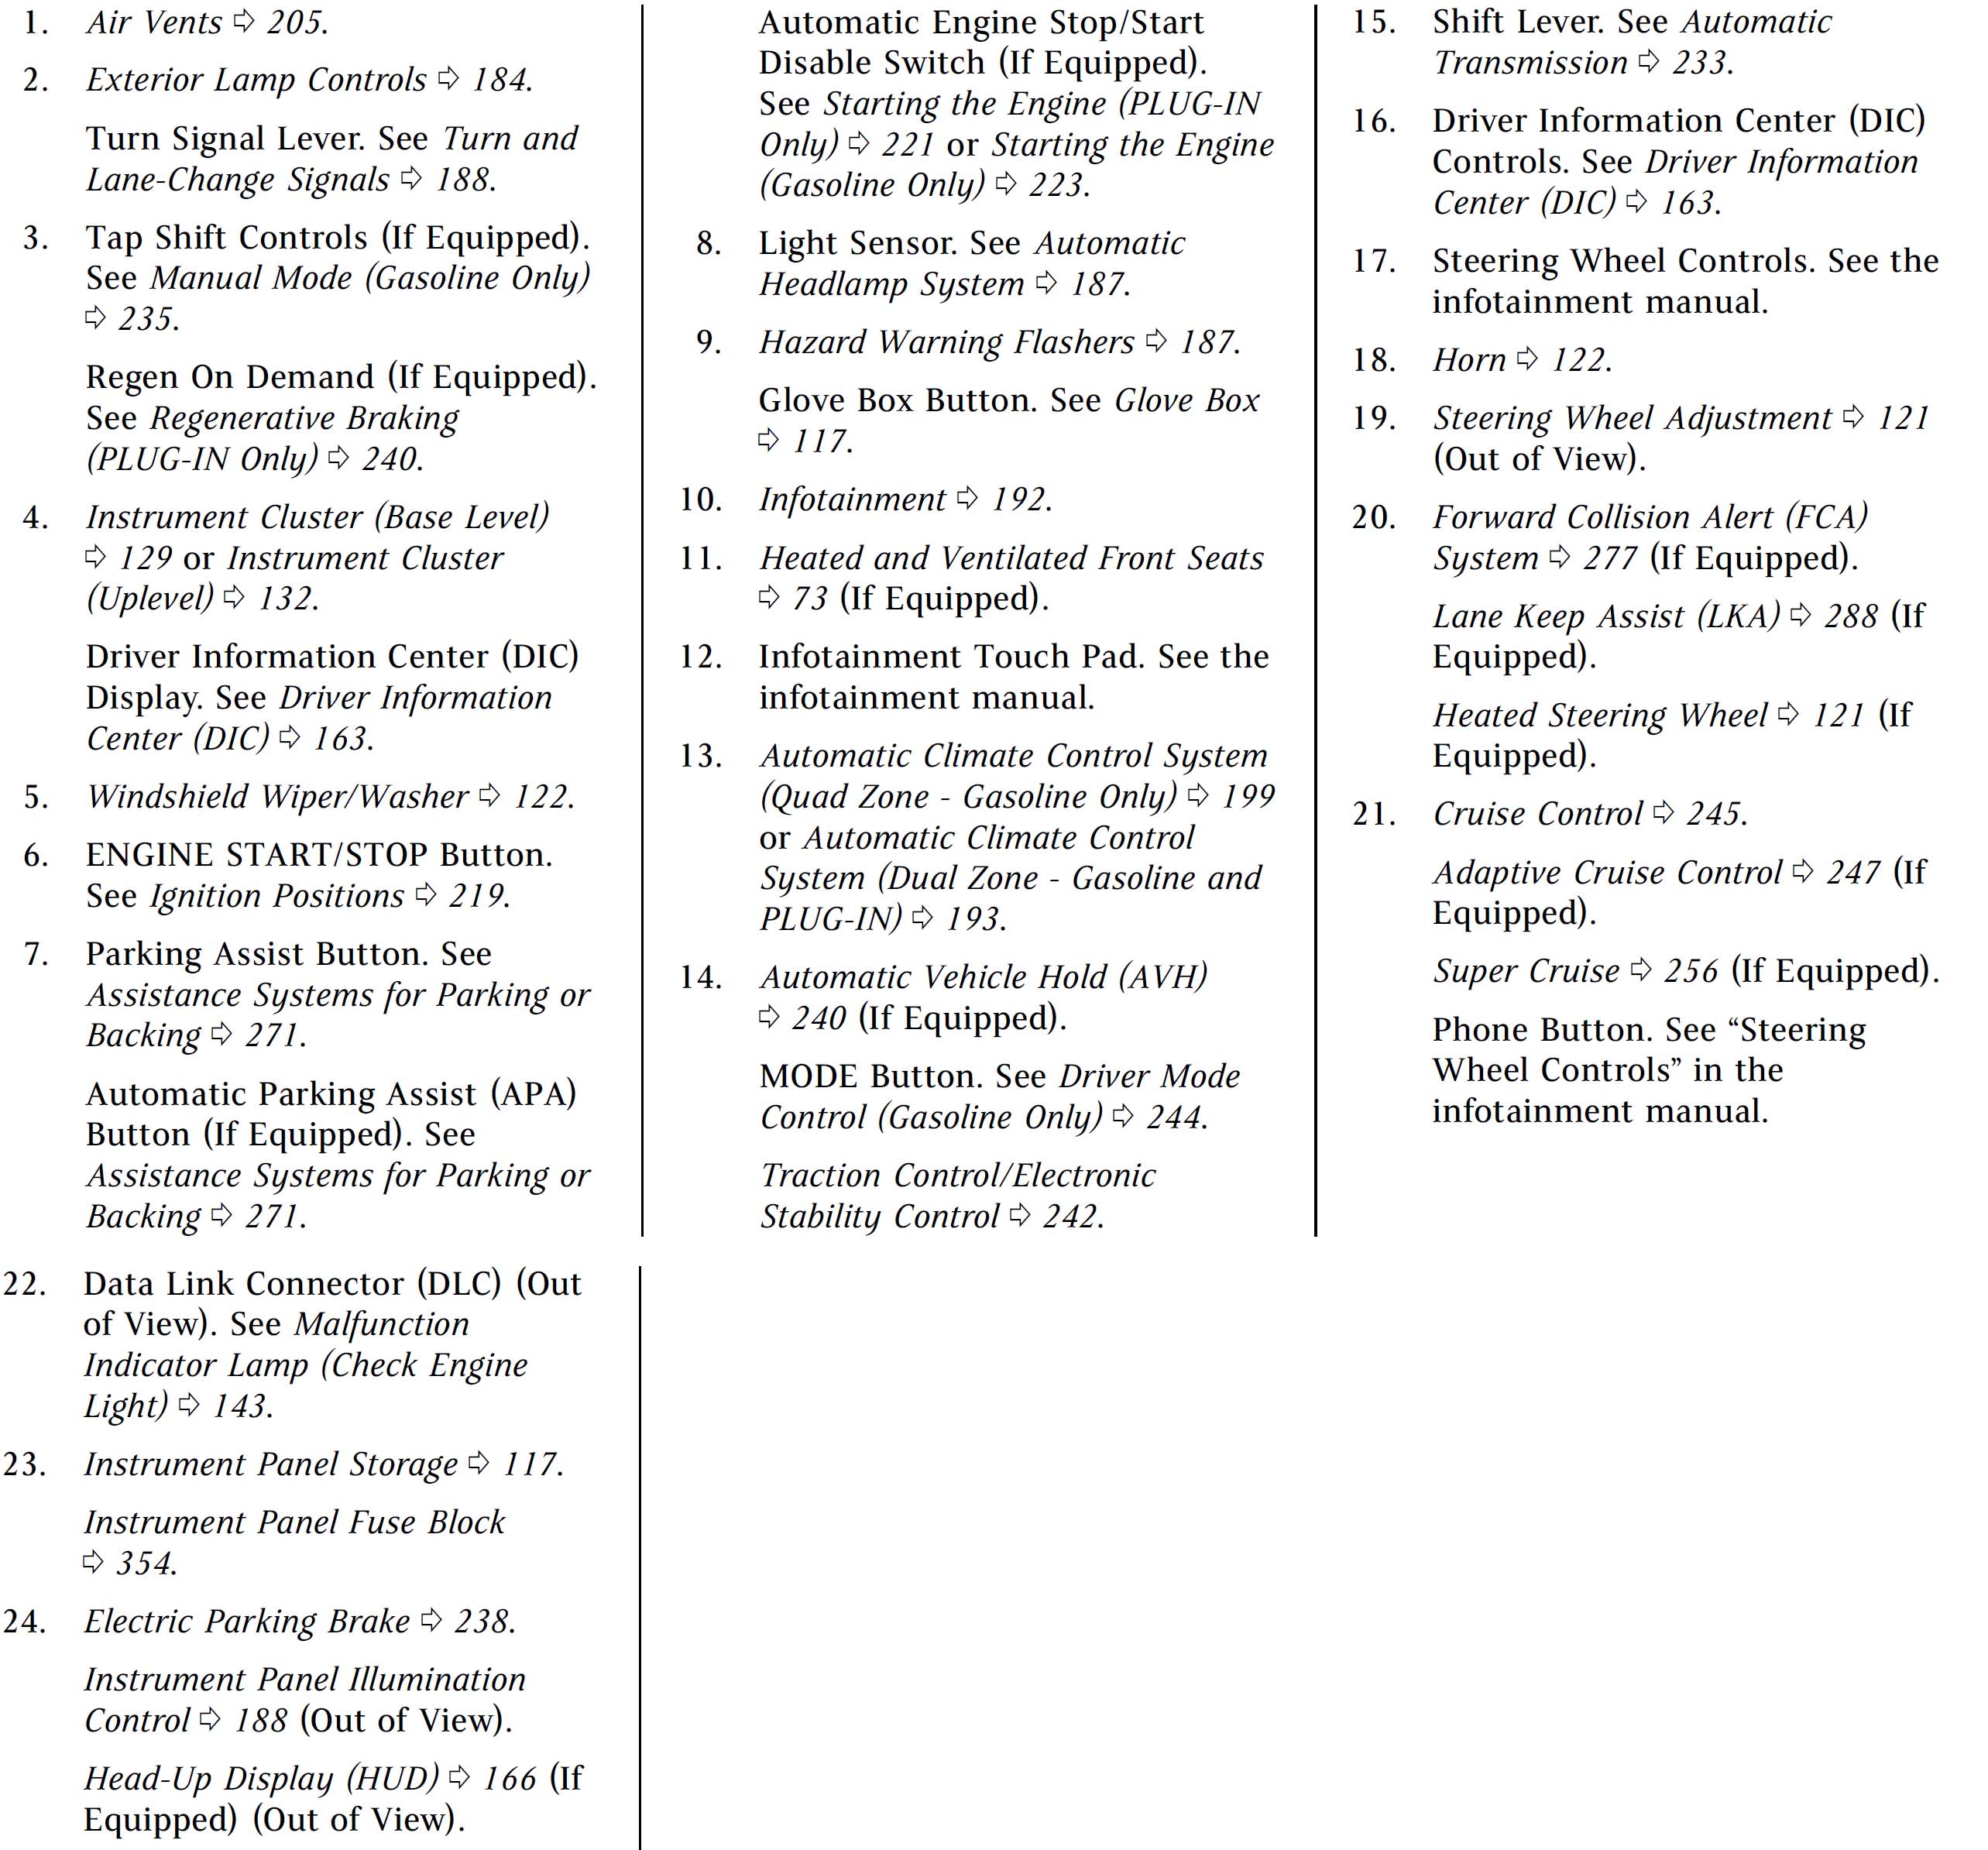 1. Air Vents ⇨ 205.
2. Exterior Lamp Controls ⇨ 184.
Turn Signal Lever. See Turn and
Lane-Change Signals ⇨ 188.
3. Tap Shift Controls (If Equipped).
See Manual Mode (Gasoline Only)
⇨ 235.
Regen On Demand (If Equipped).
See Regenerative Braking
(PLUG-IN Only) ⇨ 240.
4. Instrument Cluster (Base Level)
⇨ 129 or Instrument Cluster
(Uplevel) ⇨ 132.
Driver Information Center (DIC)
Display. See Driver Information
Center (DIC) ⇨ 163.
5. Windshield Wiper/Washer ⇨ 122.
6. ENGINE START/STOP Button.
See Ignition Positions ⇨ 219.
7. Parking Assist Button. See
Assistance Systems for Parking or
Backing ⇨ 271.
Automatic Parking Assist (APA)
Button (If Equipped). See
Assistance Systems for Parking or
Backing ⇨ 271.
Automatic Engine Stop/Start
Disable Switch (If Equipped).
See Starting the Engine (PLUG-IN
Only) ⇨ 221 or Starting the Engine
(Gasoline Only) ⇨ 223.
8. Light Sensor. See Automatic
Headlamp System ⇨ 187.
9. Hazard Warning Flashers ⇨ 187.
Glove Box Button. See Glove Box
⇨ 117.
10. Infotainment ⇨ 192.
11. Heated and Ventilated Front Seats
⇨ 73 (If Equipped).
12. Infotainment Touch Pad. See the
infotainment manual.
13. Automatic Climate Control System
(Quad Zone - Gasoline Only) ⇨ 199
or Automatic Climate Control
System (Dual Zone - Gasoline and
PLUG-IN) ⇨ 193.
14. Automatic Vehicle Hold (AVH)
⇨ 240 (If Equipped).
MODE Button. See Driver Mode
Control (Gasoline Only) ⇨ 244.
Traction Control/Electronic
Stability Control ⇨ 242.
15. Shift Lever. See Automatic
Transmission ⇨ 233.
16. Driver Information Center (DIC)
Controls. See Driver Information
Center (DIC) ⇨ 163.
17. Steering Wheel Controls. See the
infotainment manual.
18. Horn ⇨ 122.
19. Steering Wheel Adjustment ⇨ 121
(Out of View).
20. Forward Collision Alert (FCA)
System ⇨ 277 (If Equipped).
Lane Keep Assist (LKA) ⇨ 288 (If
Equipped).
Heated Steering Wheel ⇨ 121 (If
Equipped).
21. Cruise Control ⇨ 245.
Adaptive Cruise Control ⇨ 247 (If
Equipped).
Super Cruise ⇨ 256 (If Equipped).
Phone Button. See “Steering
Wheel Controls” in the
infotainment manual.
22. Data Link Connector (DLC) (Out
of View). See Malfunction
Indicator Lamp (Check Engine
Light) ⇨ 143.
23. Instrument Panel Storage ⇨ 117.
Instrument Panel Fuse Block
⇨ 354.
24. Electric Parking Brake ⇨ 238.
Instrument Panel Illumination
Control ⇨ 188 (Out of View).
Head-Up Display (HUD) ⇨ 166 (If
Equipped) (Out of View).